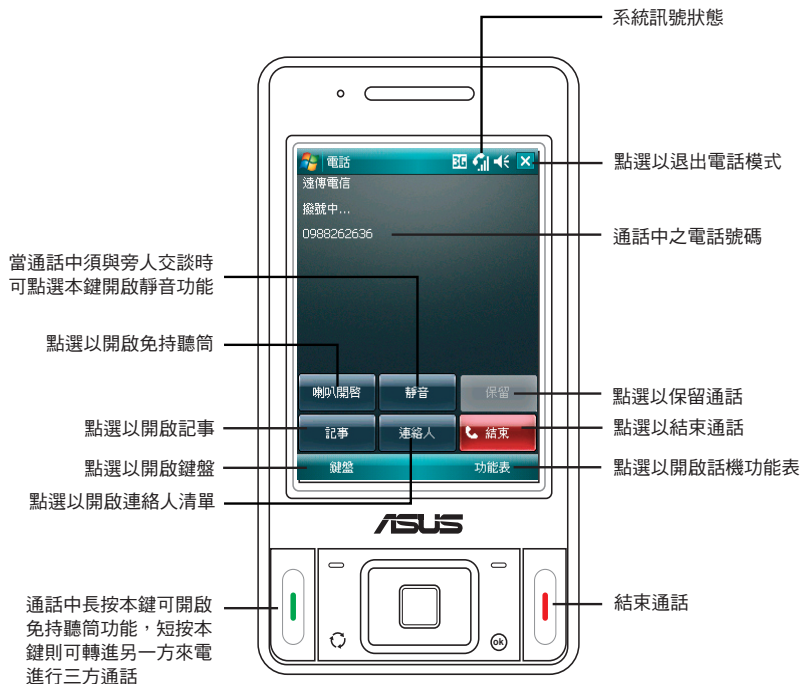 系統訊號狀態
電話
3G
點選以退出電話模式
遠傳電信
撥號中...
0988262636
通話中之電話號碼
當通話中須與旁人交談時
可點選本鍵開啟靜音功能
點選以開啟免持聽筒
喇叭開啓
靜音
保留
點選以保留通話
點選以開啟記事
記事
連絡人
結束
點選以結束通話
點選以開啟鍵盤
鍵盤
功能表
點選以開啟話機功能表
點選以開啟連絡人清單
ASUS
通話中長按本鍵可開啟
免持聽筒功能，短按本
鍵則可轉進另一方來電
進行三方通話
ok
結束通話